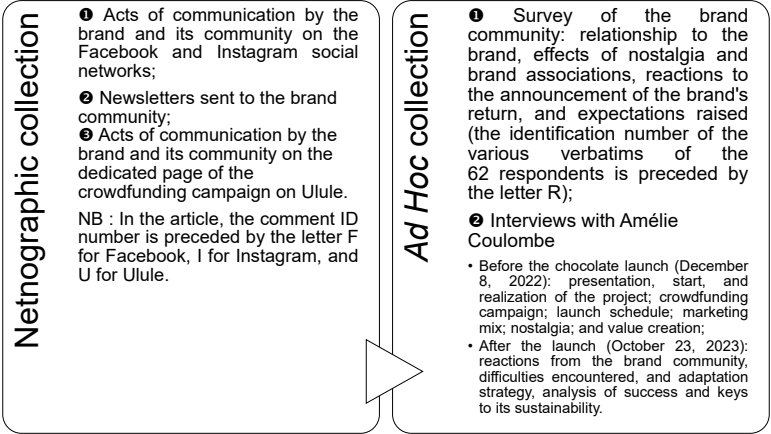 Netnographic collection
❶ Acts of communication by the
brand and its community on the
Facebook and Instagram social
networks;
❷ Newsletters sent to the brand
community;
❸ Acts of communication by the
brand and its community on the
dedicated page of the
crowdfunding campaign on Ulule.
NB : In the article, the comment ID
number is preceded by the letter F
for Facebook, I for Instagram, and
U for Ulule.
Ad Hoc collection
❶ Survey of the brand
community: relationship to the
brand, effects of nostalgia and
brand associations, reactions to
the announcement of the brand's
return, and expectations raised
(the identification number of the
various verbatims of the
62 respondents is preceded by
the letter R);
❷ Interviews with Amélie
Coulombe
• Before the chocolate launch (December
8, 2022): presentation, start, and
realization of the project; crowdfunding
campaign; launch schedule; marketing
mix; nostalgia; and value creation;
• After the launch (October 23, 2023):
reactions from the brand community,
difficulties encountered, and adaptation
strategy, analysis of success and keys
to its sustainability.